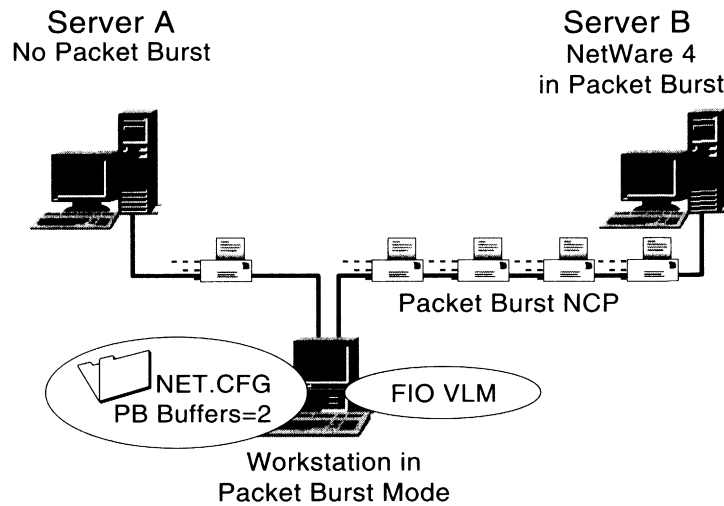 Server A
No Packet Burst
Server B
NetWare 4
in Packet Burst
Packet Burst NCP
NET.CFG
PB Buffers=2
FIO VLM
Workstation in
Packet Burst Mode